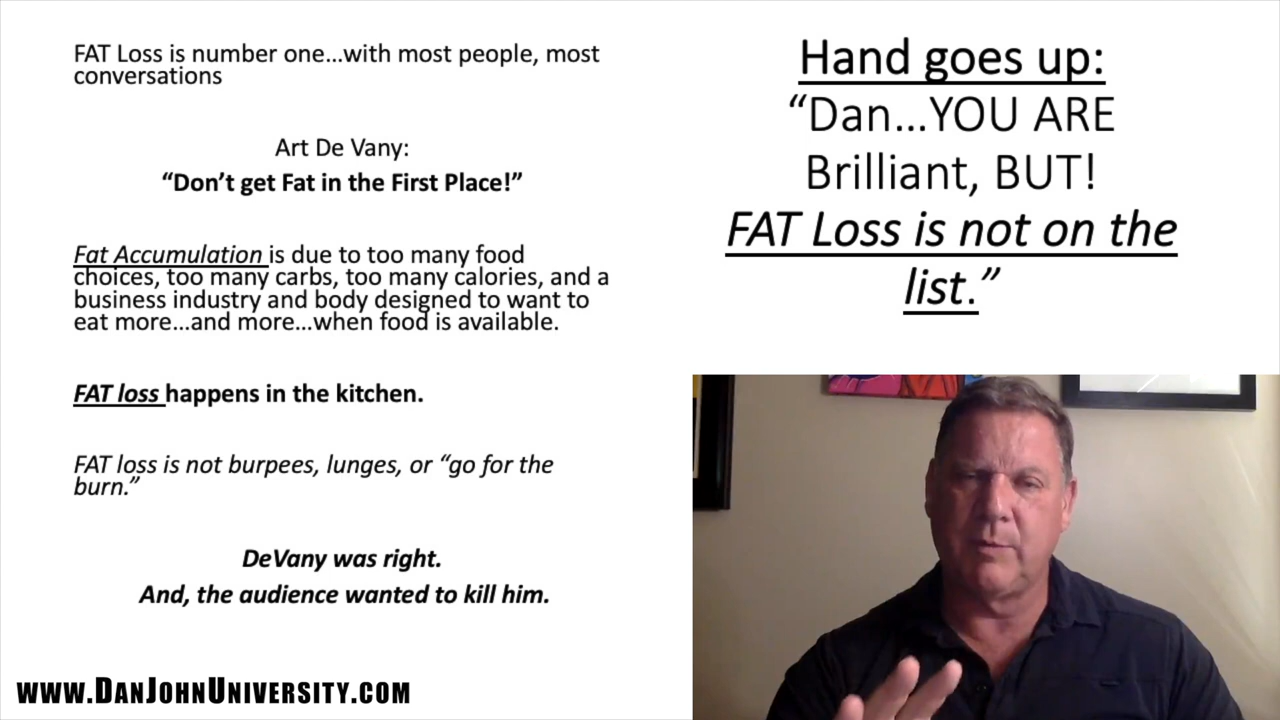 FAT Loss is number one…with most people, most
conversations
Art De Vany:
“Don’t get Fat in the First Place!”
Fat Accumulation is due to too many food
choices, too many carbs, too many calories, and a
business industry and body designed to want to
eat more…and more…when food is available.
FAT loss happens in the kitchen.
FAT loss is not burpees, lunges, or “go for the
burn.”
DeVany was right.
And, the audience wanted to kill him.
www.DanJohnUniversity.com
Hand goes up:
“Dan…YOU ARE
Brilliant, BUT!
FAT Loss is not on the
list.”